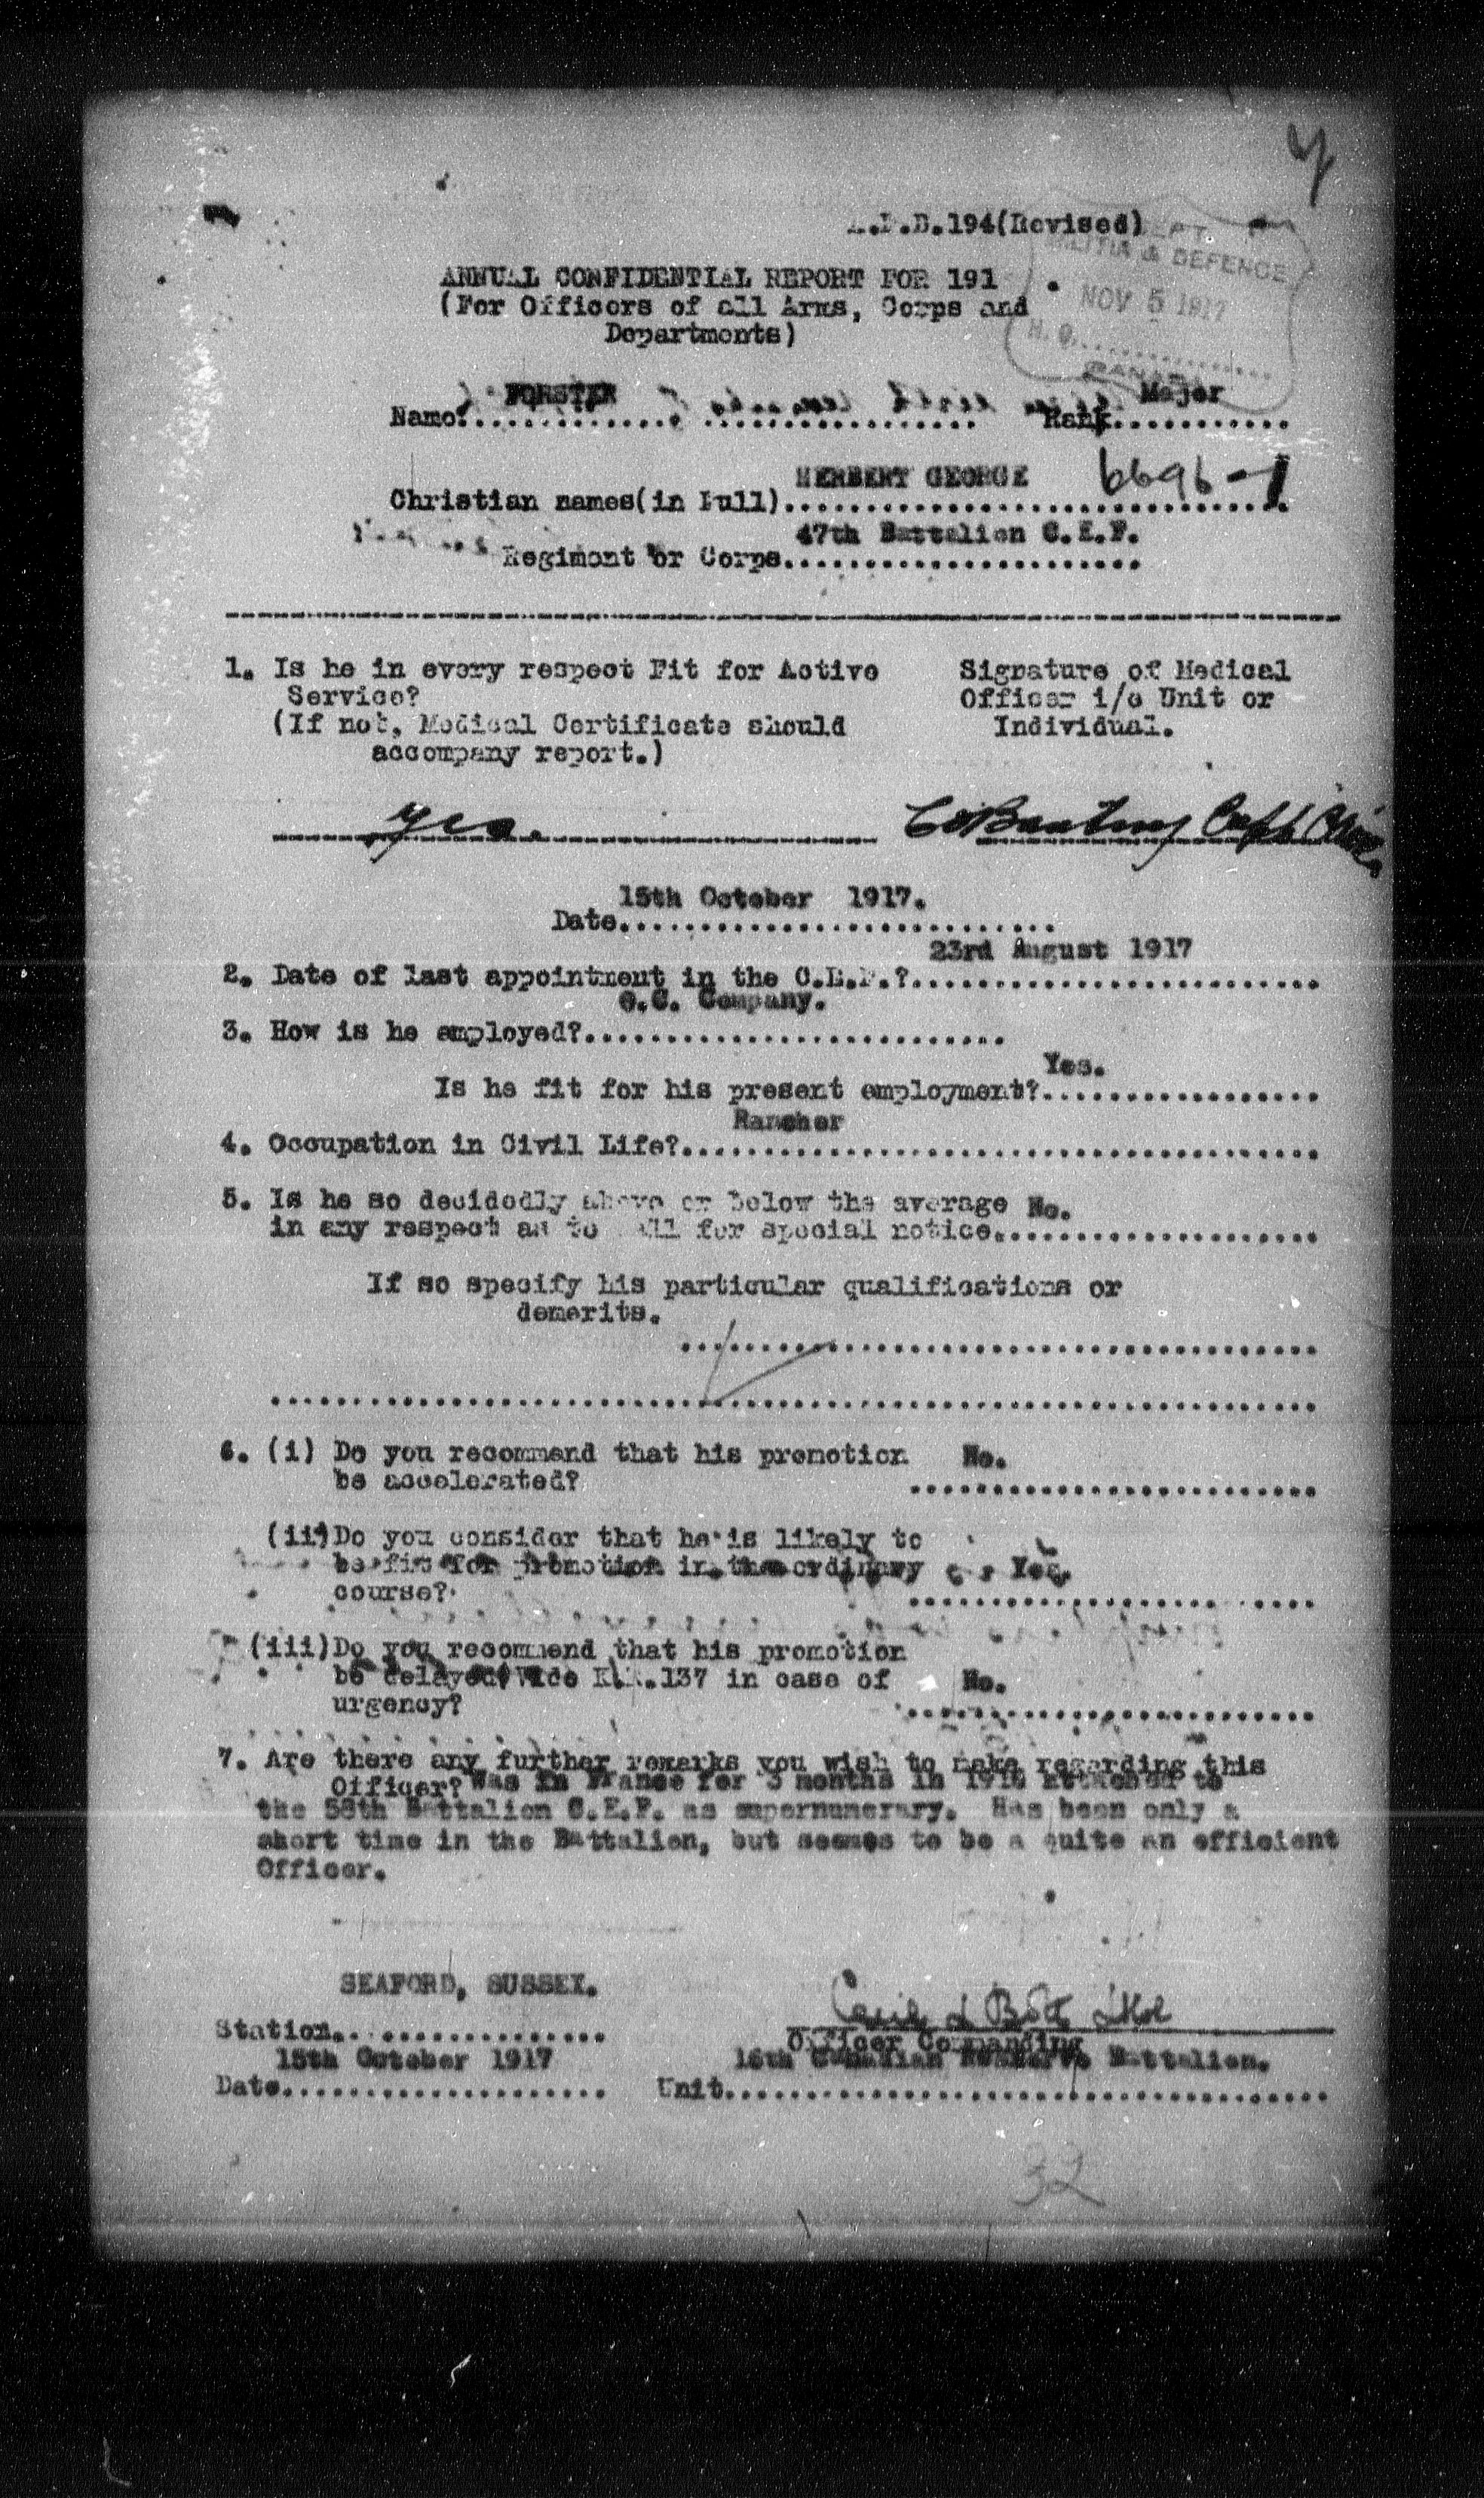 194(Revised)
DEPT.
MILITIA & DEFENCE
NOV 5 1917
H. Q.
CANADA
ANNUAL CONFIDENTIAL REPORT FOR 191 .
(For Officers of all Arms, Corps and
Departments)
FORSTER Major
Name. Rank
HERBERT GEORGE 6696-1
Christian names(in Full)
47th Battalion C.E.F.
Regiment or Corps
1. Is he in every respect Fit for Active
Service?
(If not, Medical Certificate should
accompany report.)
Signature of Medical
Officer i/c Unit or
Individual.
Yes. Capt
15th October 1917.
Date
23rd August 1917
2. Date of last appointment in the C.E.F.?
O.C. Company.
3. How is he employed?
Yes.
Is he fit for his present employment?
Rancher
4. Occupation in Civil Life?
5. Is he so decidedly above or below the average No.
in any respect as to call for special notice.
If so specify his particular qualifications or
demerits.
6. (i) Do you recommend that his promotion No.
be accelerated?
(ii) Do you consider that he is likely to
be fit for promotion in the ordinary Yes.
course?
(iii) Do you recommend that his promotion
be delayed Vide K.R.137 in case of No.
urgency?
7. Are there any further remarks you wish to make regarding this
Officer? Was in France for 3 months in attached to
the Battalion C.E.F. as supernumerary. Has been only a
short time in the Battalion, but seems to be a quite an efficient
Officer.
SEAFORD, SUSSEX.
Station
Officer Commanding
15th October 1917 16th Canadian Reserve Battalion.
Date Unit
32